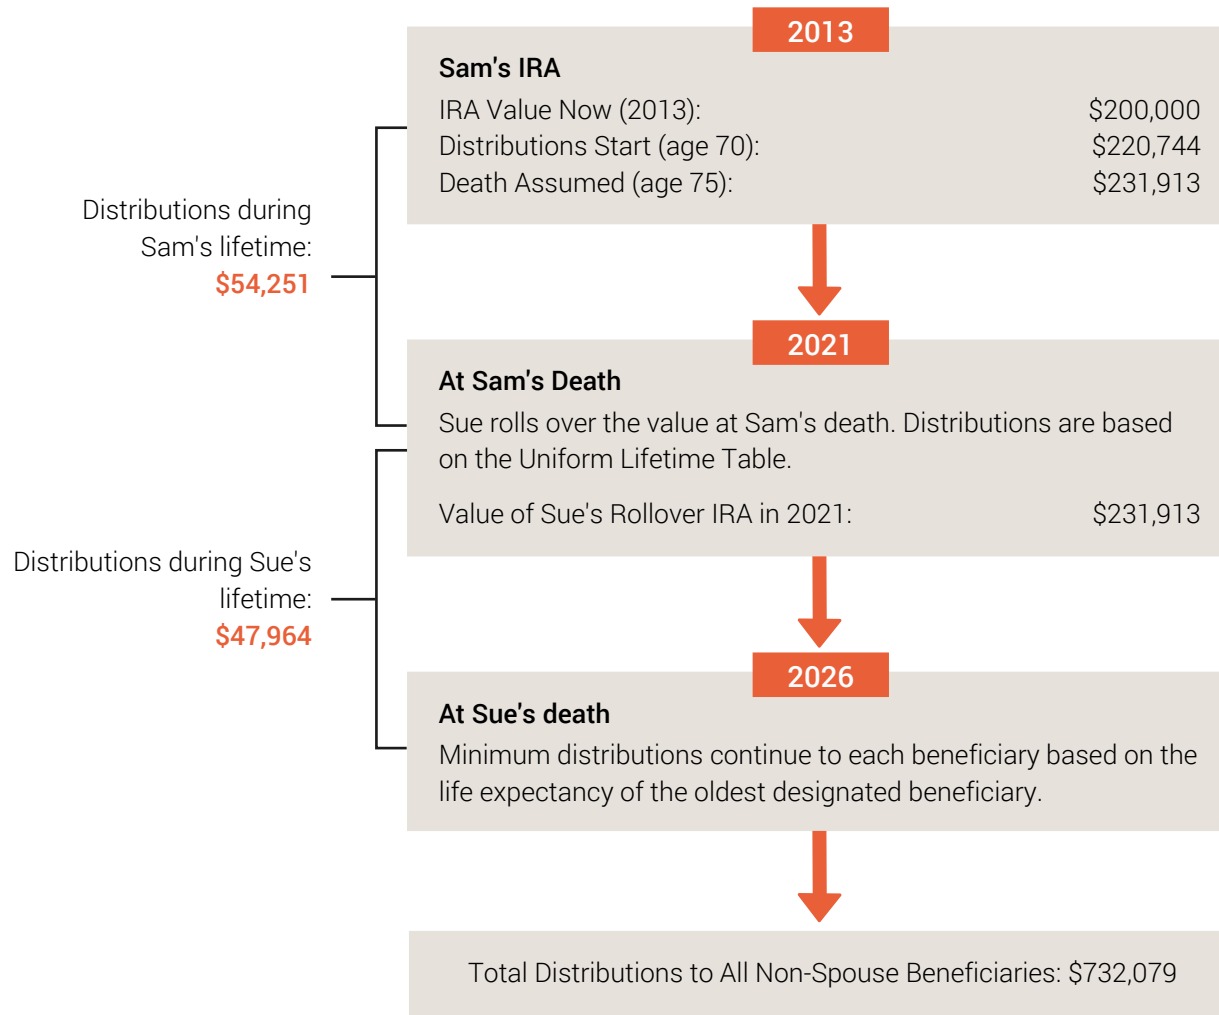 2013
Sam's IRA
IRA Value Now (2013): $200,000
Distributions Start (age 70): $220,744
Death Assumed (age 75): $231,913
Distributions during
Sam's lifetime:
$54,251
2021
At Sam's Death
Sue rolls over the value at Sam's death. Distributions are based
on the Uniform Lifetime Table.
Value of Sue's Rollover IRA in 2021: $231,913
Distributions during Sue's
lifetime:
$47,964
2026
At Sue's death
Minimum distributions continue to each beneficiary based on the
life expectancy of the oldest designated beneficiary.
Total Distributions to All Non-Spouse Beneficiaries: $732,079